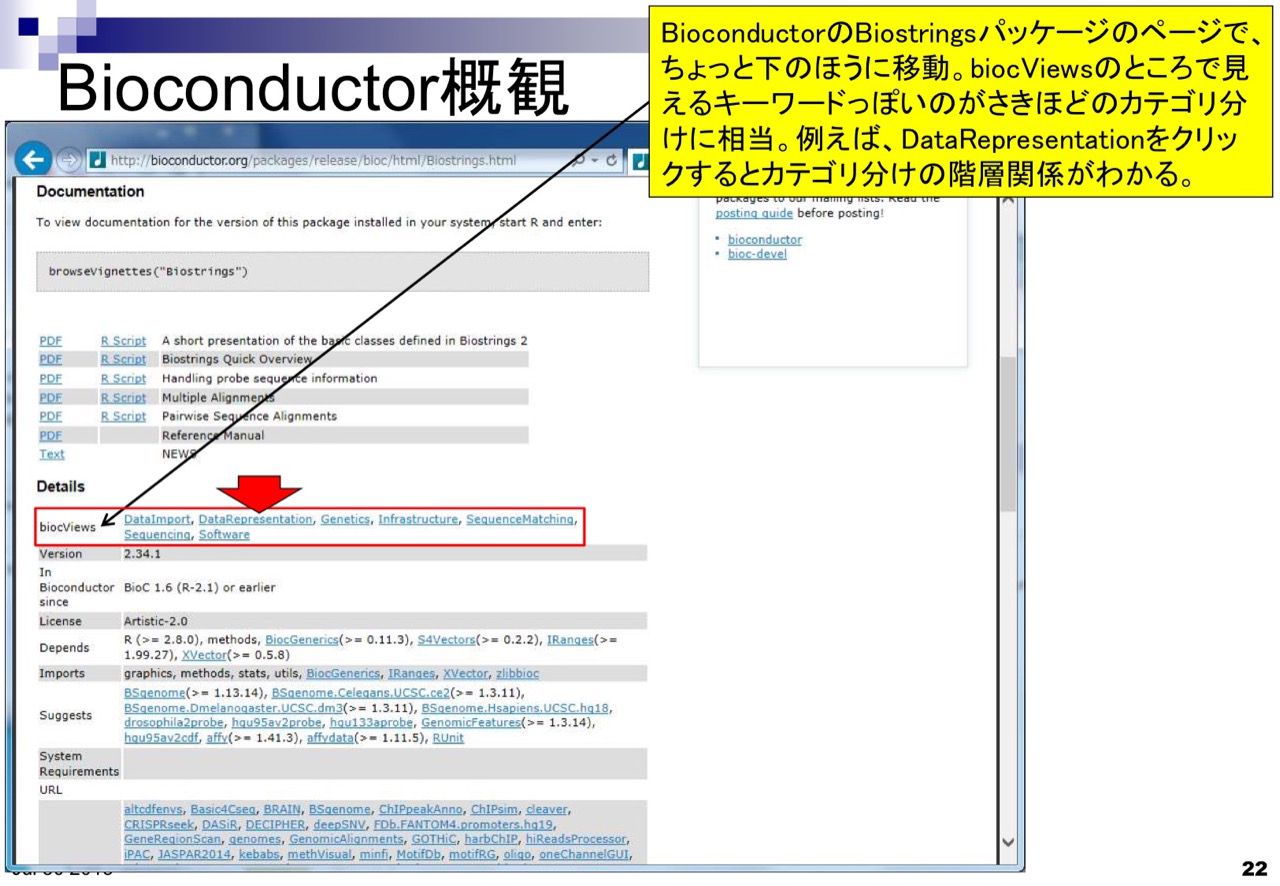 Bioconductor概観
BioconductorのBiostringsパッケージのページで、
ちょっと下のほうに移動。biocViewsのところで見
えるキーワードっぽいのがさきほどのカテゴリ分
けに相当。例えば、DataRepresentationをクリッ
クするとカテゴリ分けの階層関係がわかる。
http://bioconductor.org/packages/release/bioc/html/Biostrings.html
Documentation
To view documentation for the version of this package installed in your system, start R and enter:
browseVignettes("Biostrings")
PDF R Script A short presentation of the basic classes defined in Biostrings 2
PDF R Script Biostrings Quick Overview
PDF R Script Handling probe sequence information
PDF R Script Multiple Alignments
PDF R Script Pairwise Sequence Alignments
PDF Reference Manual
Text NEWS
packages to our mailing lists. Read the
posting guide before posting!
bioconductor
bioc-devel
Details
biocViews DataImport, DataRepresentation, Genetics, Infrastructure, SequenceMatching,
Sequencing, Software
Version 2.34.1
In
Bioconductor BioC 1.6 (R-2.1) or earlier
since
License Artistic-2.0
Depends R (>= 2.8.0), methods, BiocGenerics(>= 0.11.3), S4Vectors(>= 0.2.2), IRanges(>=
1.99.27), XVector(>= 0.5.8)
Imports graphics, methods, stats, utils, BiocGenerics, IRanges, XVector, zlibbioc
Suggests BSgenome(>= 1.13.14), BSgenome.Celegans.UCSC.ce2(>= 1.3.11),
BSgenome.Dmelanogaster.UCSC.dm3(>= 1.3.11), BSgenome.Hsapiens.UCSC.hg18,
drosophila2probe, hgu95av2probe, hgu133aprobe, GenomicFeatures(>= 1.3.14),
hgu95av2cdf, affy(>= 1.41.3), affydata(>= 1.11.5), RUnit
System
Requirements
URL
altcdfenvs, Basic4Cseq, BRAIN, BSgenome, ChIPpeakAnno, ChIPsim, cleaver,
CRISPRseek, DASiR, DECIPHER, deepSNV, FDb.FANTOM4.promoters.hg19,
GeneRegionScan, genomes, GenomicAlignments, GOTHiC, harbChIP, hiReadsProcessor,
iPAC, JASPAR2014, kebabs, methVisual, minfi, MotifDb, motifRG, oligo, oneChannelGUI,
22